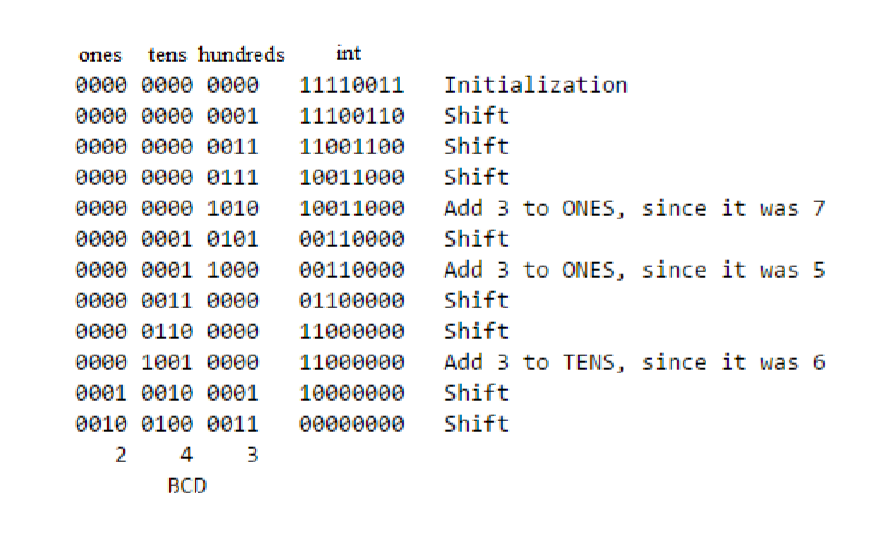 ones tens hundreds int
0000 0000 0000 11110011 Initialization
0000 0000 0001 11100110 Shift
0000 0000 0011 11001100 Shift
0000 0000 0111 10011000 Shift
0000 0000 1010 10011000 Add 3 to ONES, since it was 7
0000 0001 0101 00110000 Shift
0000 0001 1000 00110000 Add 3 to ONES, since it was 5
0000 0011 0000 01100000 Shift
0000 0110 0000 11000000 Shift
0000 1001 0000 11000000 Add 3 to TENS, since it was 6
0001 0010 0001 10000000 Shift
0010 0100 0011 00000000 Shift
2 4 3
BCD